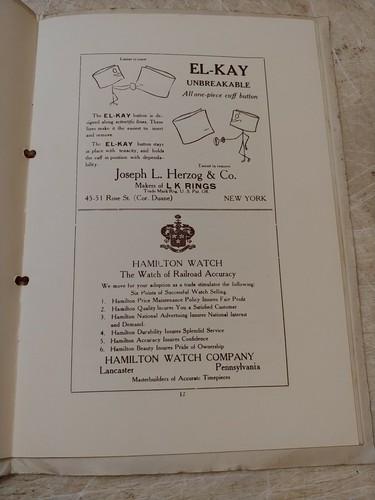 Easiest to insert
EL-KAY
UNBREAKABLE
All one-piece cuff button
The EL-KAY button is de-
signed along scientific lines. These
lines make it the easiest to insert
and remove.
The EL-KAY button stays
in place with tenacity, and holds
the cuff in position with dependa-
bility.
Easiest to remove
Joseph L. Herzog & Co.
Makers of L K RINGS
Trade Mark Reg. U. S. Pat. Off.
45-51 Rose St. (Cor. Duane) NEW YORK
HAMILTON WATCH
The Watch of Railroad Accuracy
We move for your adoption as a trade stimulator the following:
Six Points of Successful Watch Selling.
1. Hamilton Price Maintenance Policy Insures Fair Profit
2. Hamilton Quality Insures You a Satisfied Customer
3. Hamilton National Advertising Insures National Interest
and Demand.
4. Hamilton Durability Insures Splendid Service
5. Hamilton Accuracy Insures Confidence
6. Hamilton Beauty Insures Pride of Ownership
HAMILTON WATCH COMPANY
Lancaster Pennsylvania
Masterbuilders of Accurate Timepieces